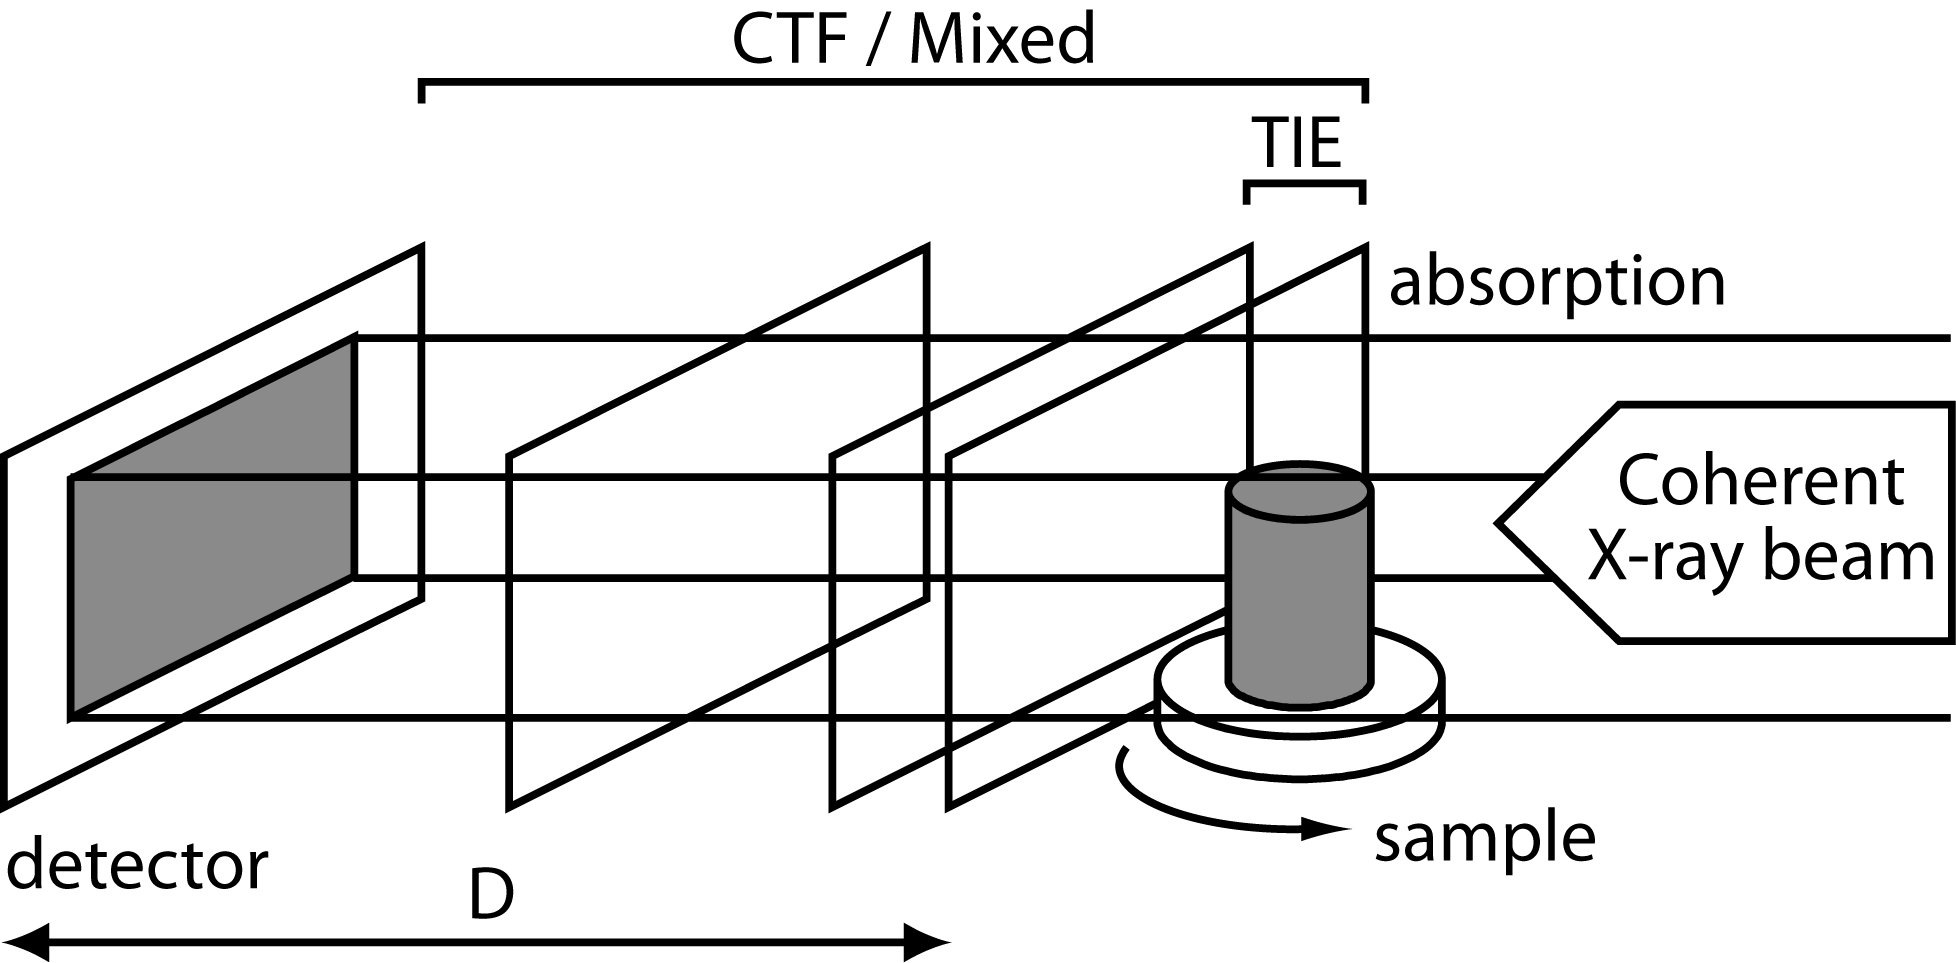 CTF / Mixed
TIE
absorption
Coherent
X-ray beam
sample
detector
D